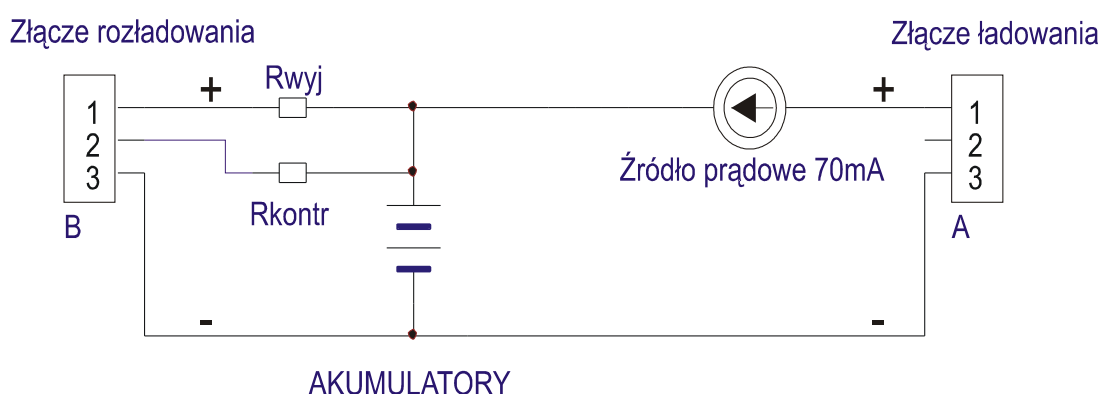 Złącze rozładowania
Złącze ładowania
+
Rwyj
+
1
2
3
1
2
3
Źródło prądowe 70mA
Rkontr
B
A
-
-
AKUMULATORY